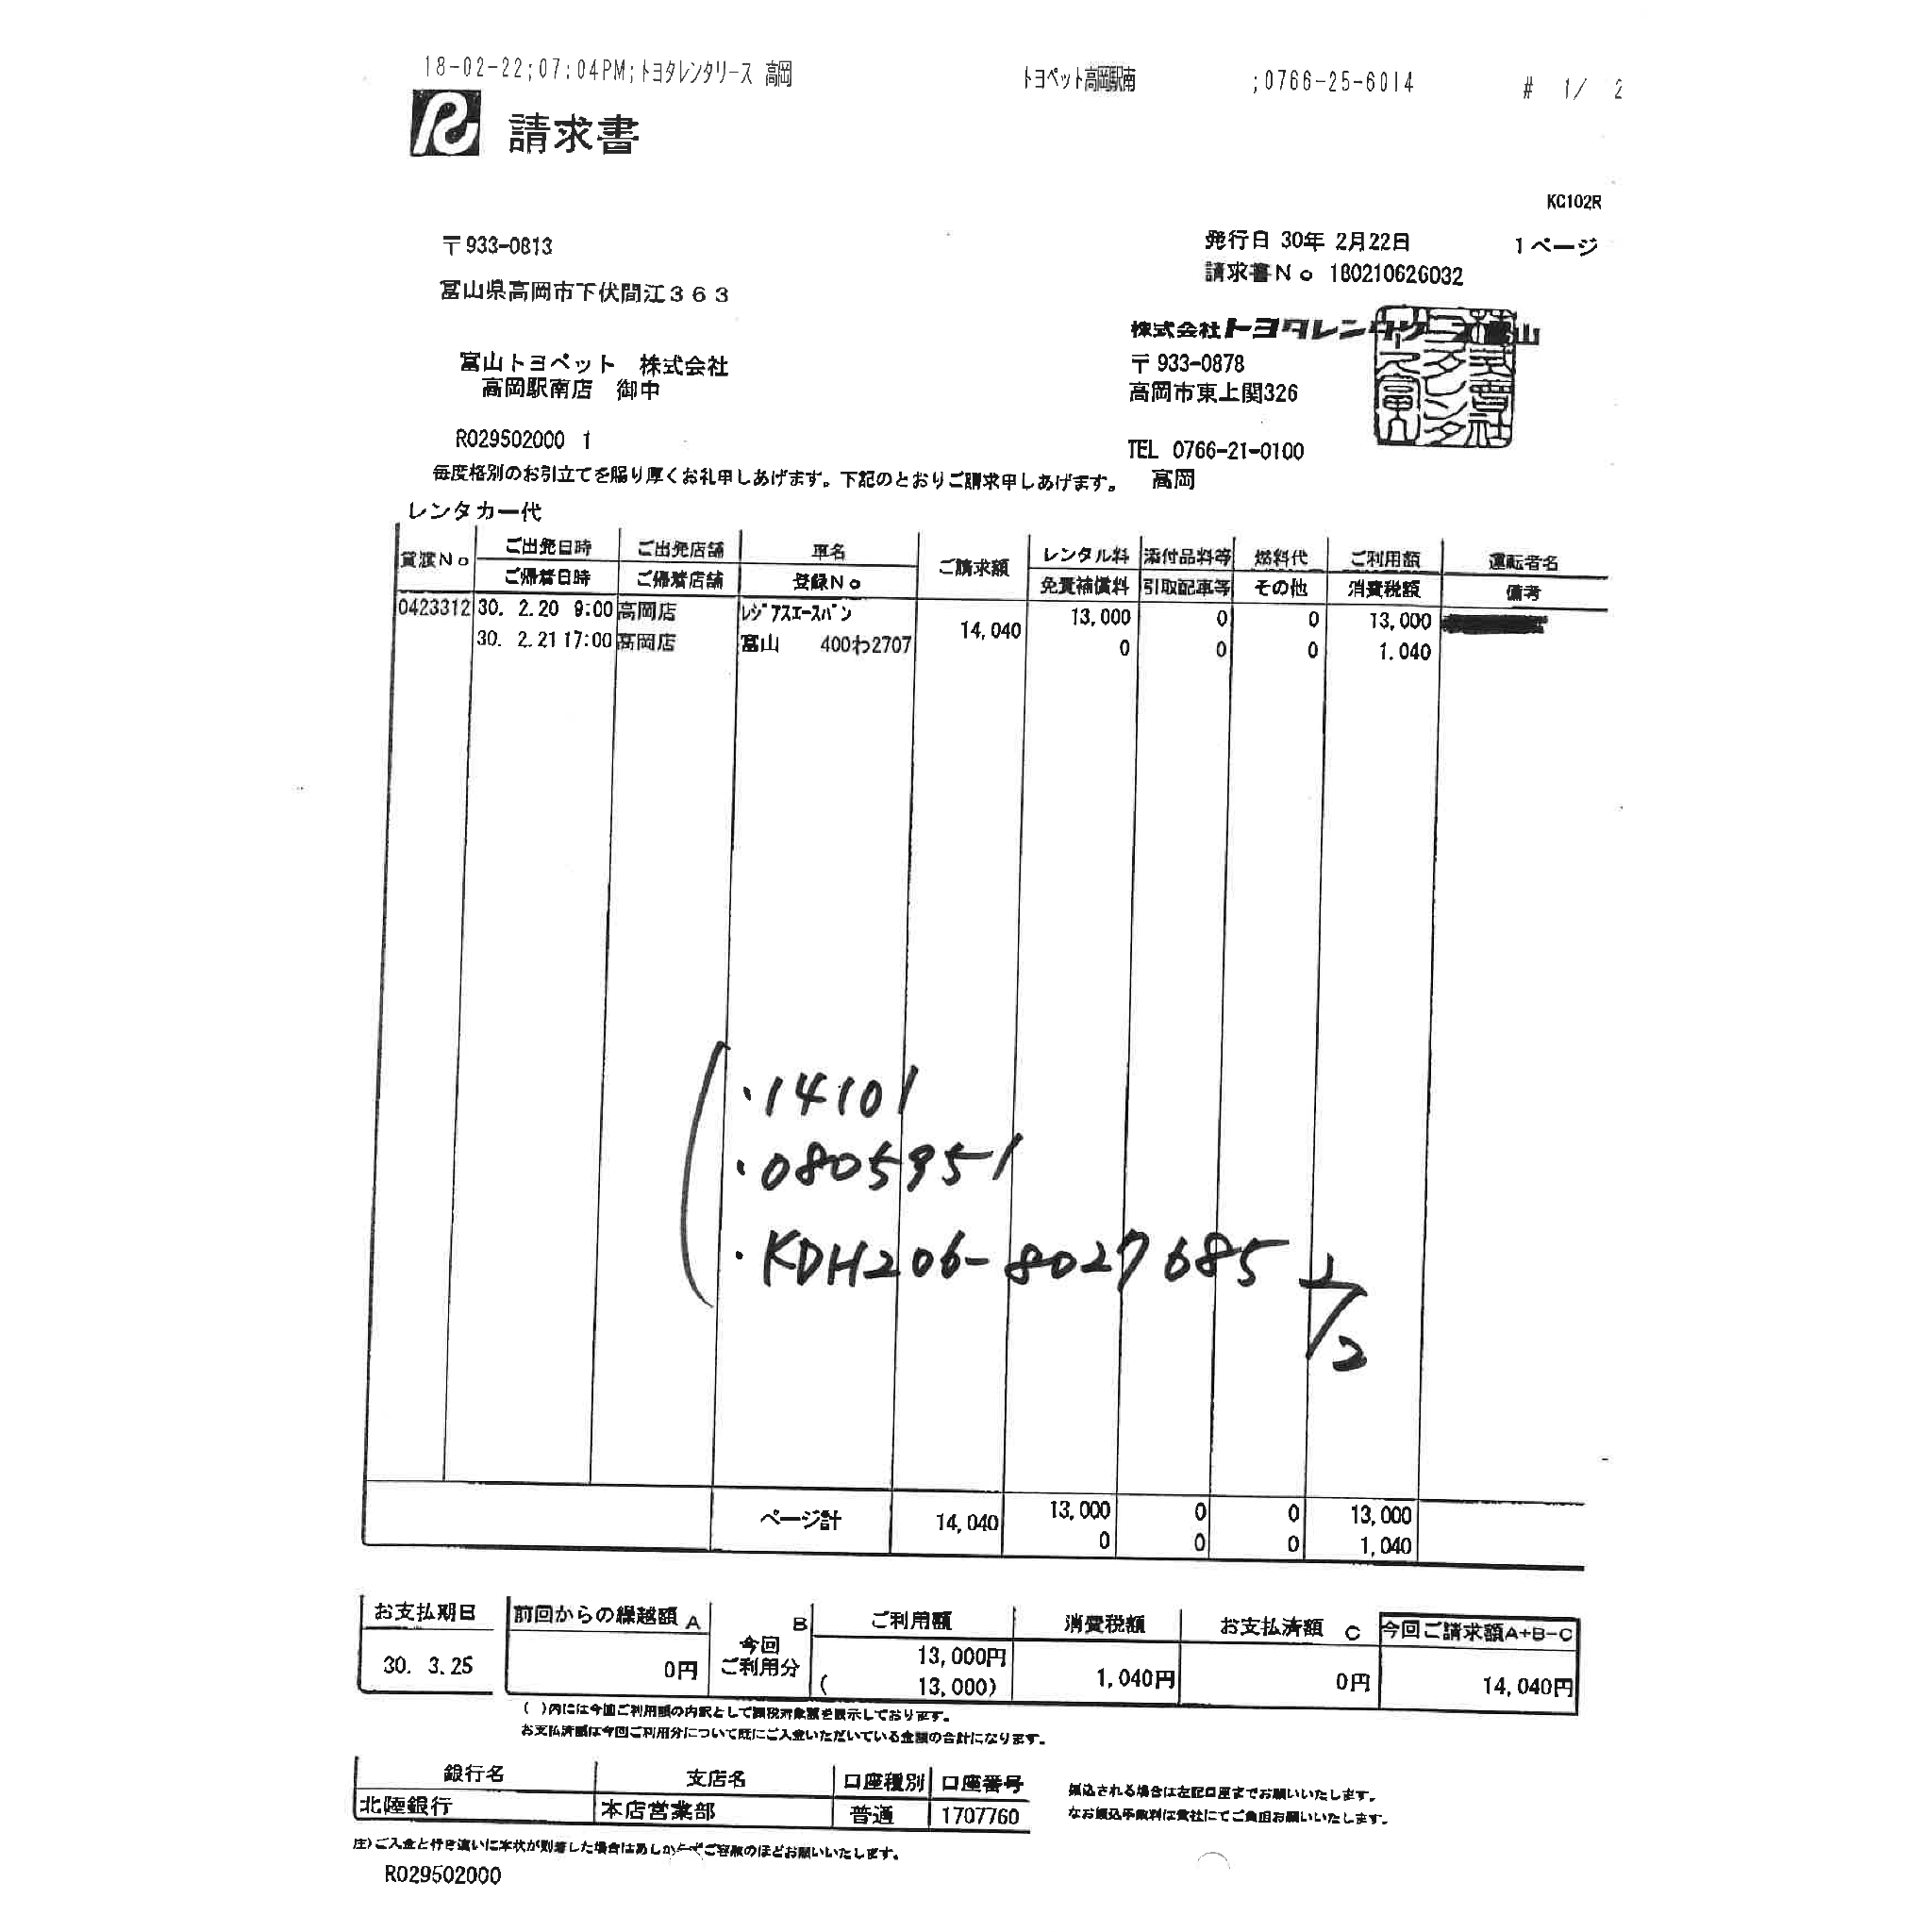 18-02-22;07:04PM;トヨタレンタリース 高岡 トヨペット高岡駅南 ;0766-25-6014 # 1/ 2
請求書
KC102R
〒933-0813
発行日 30年 2月22日 1ページ
請求書No 180210626032
富山県高岡市下伏間江363
株式会社トヨタレンタリース富山
富山トヨペット 株式会社
〒933-0878
高岡駅南店 御中
高岡市東上関326
R029502000 1
TEL 0766-21-0100
毎度格別のお引立てを賜り厚くお礼申しあげます。下記のとおりご請求申しあげます。
高岡
レンタカー代
貸渡No ご出発日時 ご出発店舗 車名 ご請求額 レンタル料 添付品料等 燃料代 ご利用額 運転者名
ご帰着日時 ご帰着店舗 登録No 免責補償料 引取配車等 その他 消費税額 備考
0423312 30. 2.20 9:00 高岡店 レジアスエースバン 14,040 13,000 0 0 13,000
30. 2.21 17:00 高岡店 富山 400わ2707 0 0 0 1.040
・14101
・0805951
・KDH206-8027685
1/2
ページ計 14,040 13,000 0 0 13,000
0 0 0 1,040
お支払期日 前回からの繰越額 A 今回ご利用分 B ご利用額 消費税額 お支払済額 C 今回ご請求額A+B-C
30. 3.25 0円 13,000円 1,040円 0円 14,040円
( 13,000)
( )内には今回ご利用額の内訳として課税対象額を表示しております。
お支払済額は今回ご利用分について既にご入金いただいている金額の合計になります。
銀行名 支店名 口座種別 口座番号
北陸銀行 本店営業部 普通 1707760
振込される場合は左記口座までお願いいたします。
なお振込手数料は貴社にてご負担お願いいたします。
注)ご入金と行き違いに本状が到着した場合はあしからずご容赦のほどお願いいたします。
R029502000